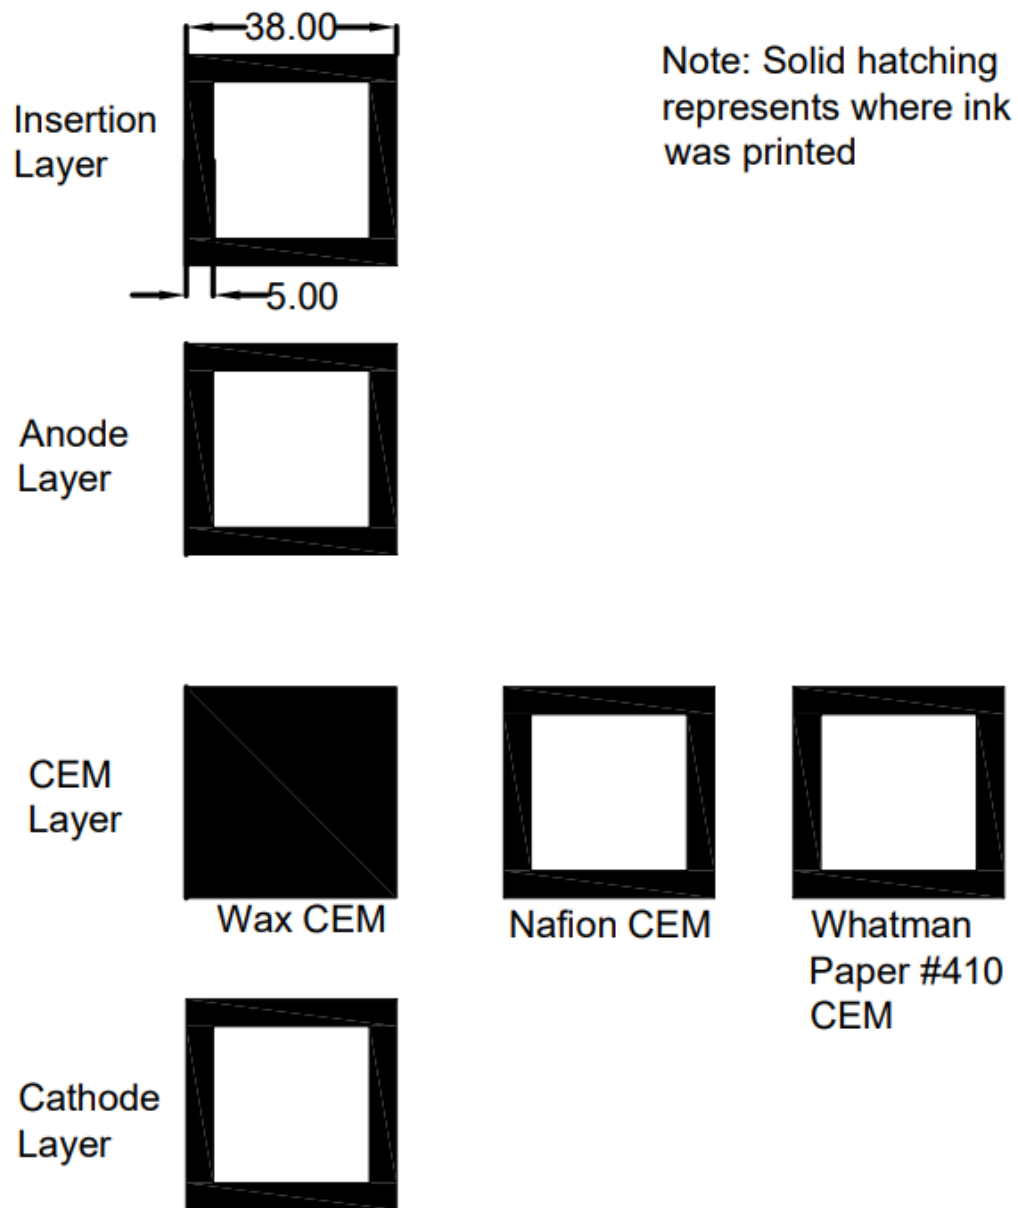 38.00
Note: Solid hatching
represents where ink
was printed
Insertion
Layer
5.00
Anode
Layer
CEM
Layer
Wax CEM
Nafion CEM
Whatman
Paper #410
CEM
Cathode
Layer